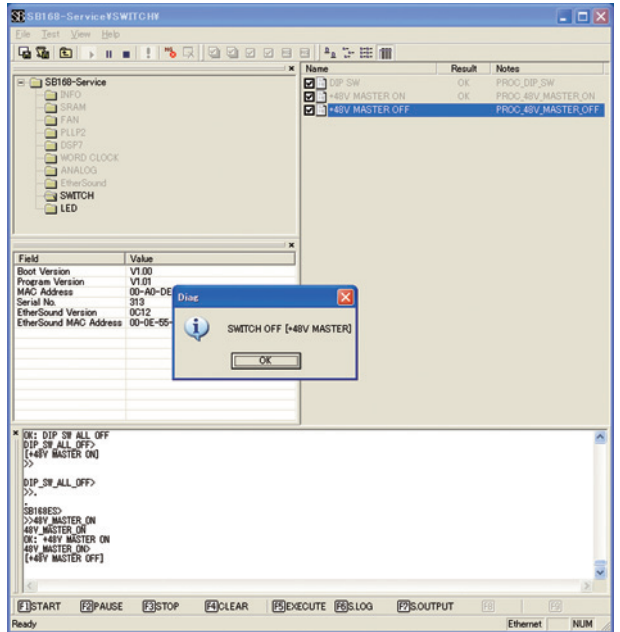 SB168-Service¥SWITCH¥
File Test View Help
SB168-Service
INFO
SRAM
FAN
PLLP2
DSP7
WORD CLOCK
ANALOG
EtherSound
SWITCH
LED
Name Result Notes
DIP SW OK PROC_DIP_SW
+48V MASTER ON OK PROC_48V_MASTER_ON
+48V MASTER OFF PROC_48V_MASTER_OFF
Field Value
Boot Version V1.00
Program Version V1.01
MAC Address 00-A0-DE
Serial No. 313
EtherSound Version 0C12
EtherSound MAC Address 00-0E-55-
Diag
SWITCH OFF [+48V MASTER]
OK
OK: DIP SW ALL OFF
DIP_SW_ALL_OFF>
[+48V MASTER ON]
>>
DIP_SW_ALL_OFF>
>>.
.
SB168ES>
>>48V_MASTER_ON
48V_MASTER_ON
OK: +48V MASTER ON
48V_MASTER_ON>
[+48V MASTER OFF]
F1 START F2 PAUSE F3 STOP F4 CLEAR F5 EXECUTE F6 S.LOG F7 S.OUTPUT F8 F9
Ready Ethernet NUM